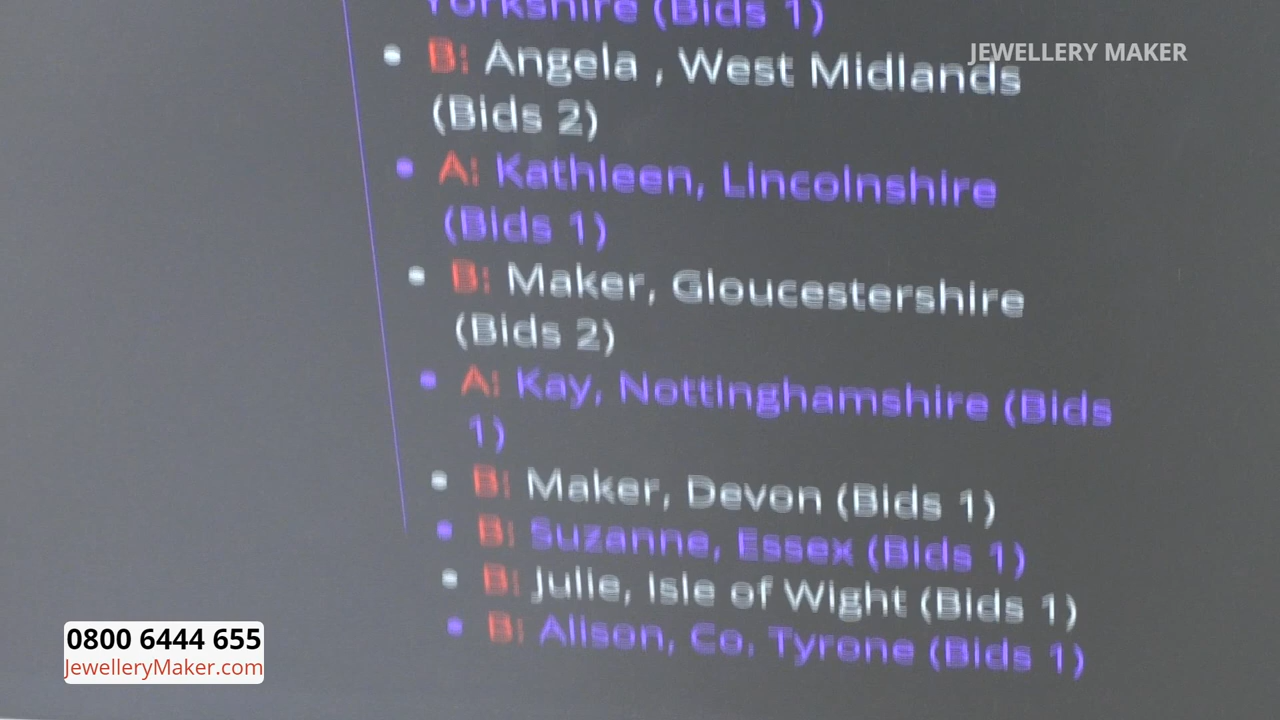 Yorkshire (Bids 1)
JEWELLERY MAKER
B: Angela , West Midlands
(Bids 2)
A: Kathleen, Lincolnshire
(Bids 1)
B: Maker, Gloucestershire
(Bids 2)
A: Kay, Nottinghamshire (Bids
1)
B: Maker, Devon (Bids 1)
B: Suzanne, Essex (Bids 1)
B: Julie, Isle of Wight (Bids 1)
B: Alison, Co. Tyrone (Bids 1)
0800 6444 655
JewelleryMaker.com